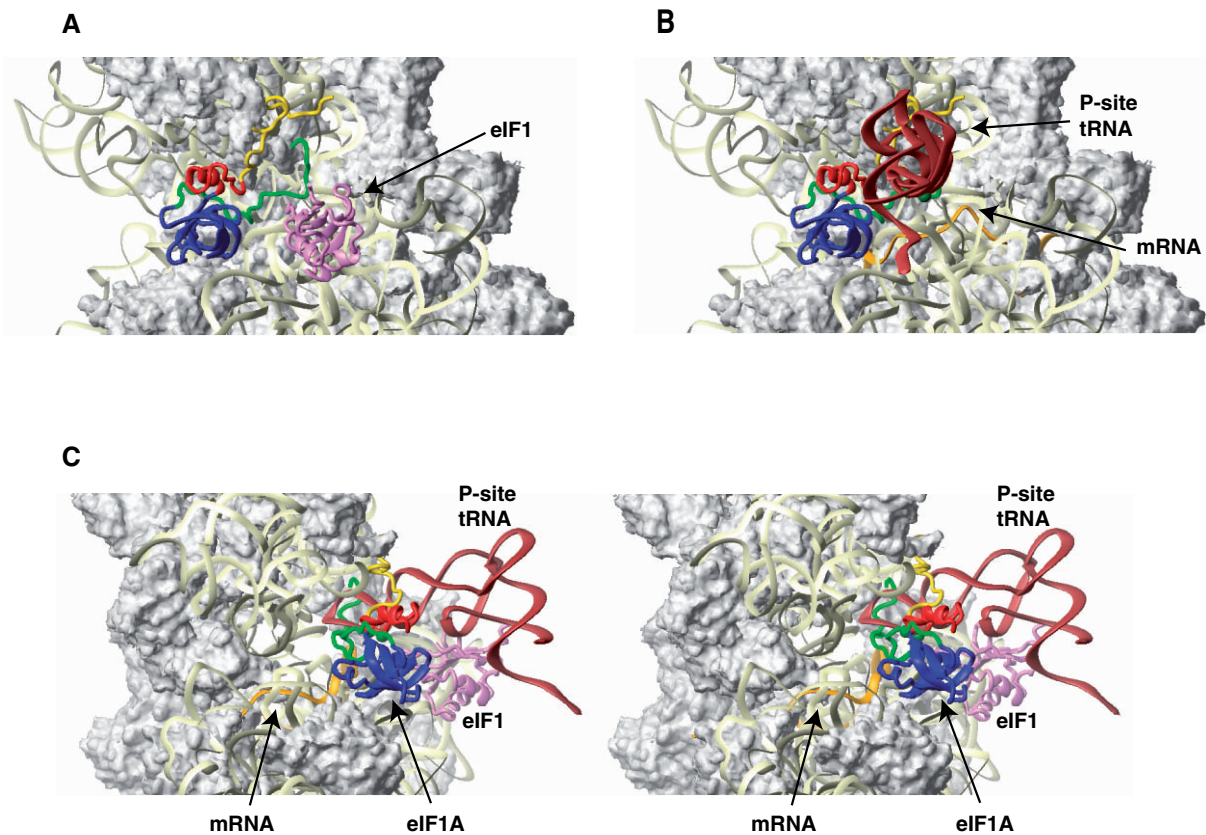 A
B
eIF1
P-site
tRNA
mRNA
C
P-site
tRNA
P-site
tRNA
eIF1
eIF1
mRNA
eIF1A
mRNA
eIF1A